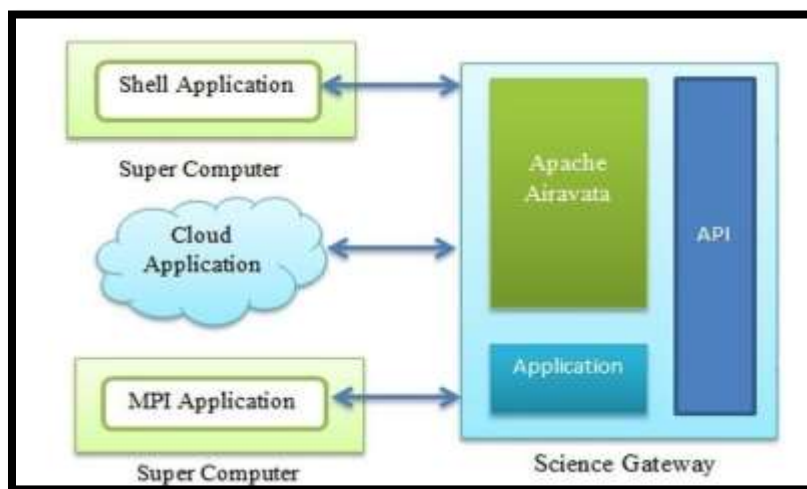 Shell Application
Super Computer
Cloud
Application
MPI Application
Super Computer
Apache
Airavata
API
Application
Science Gateway